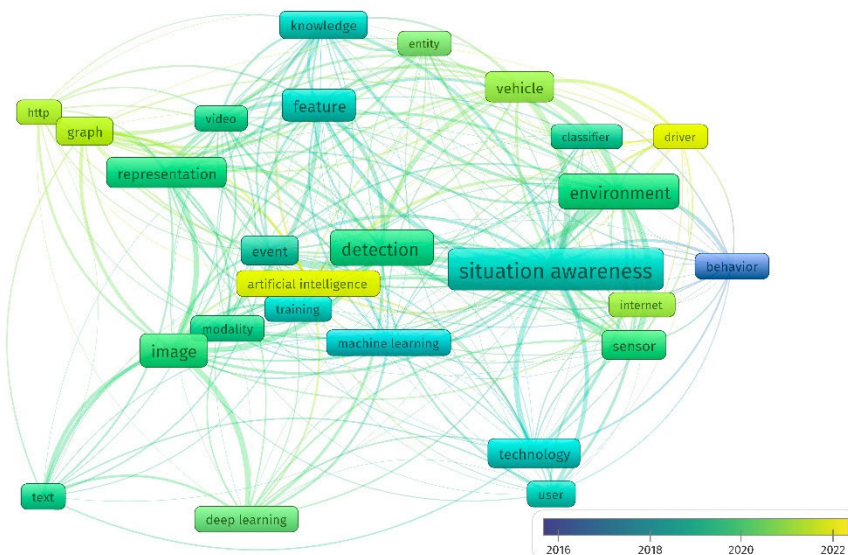 knowledge
entity
vehicle
http
graph
video
feature
classifier
driver
representation
environment
event
detection
situation awareness
behavior
artificial intelligence
training
internet
modality
image
machine learning
sensor
technology
text
user
deep learning
2016
2018
2020
2022